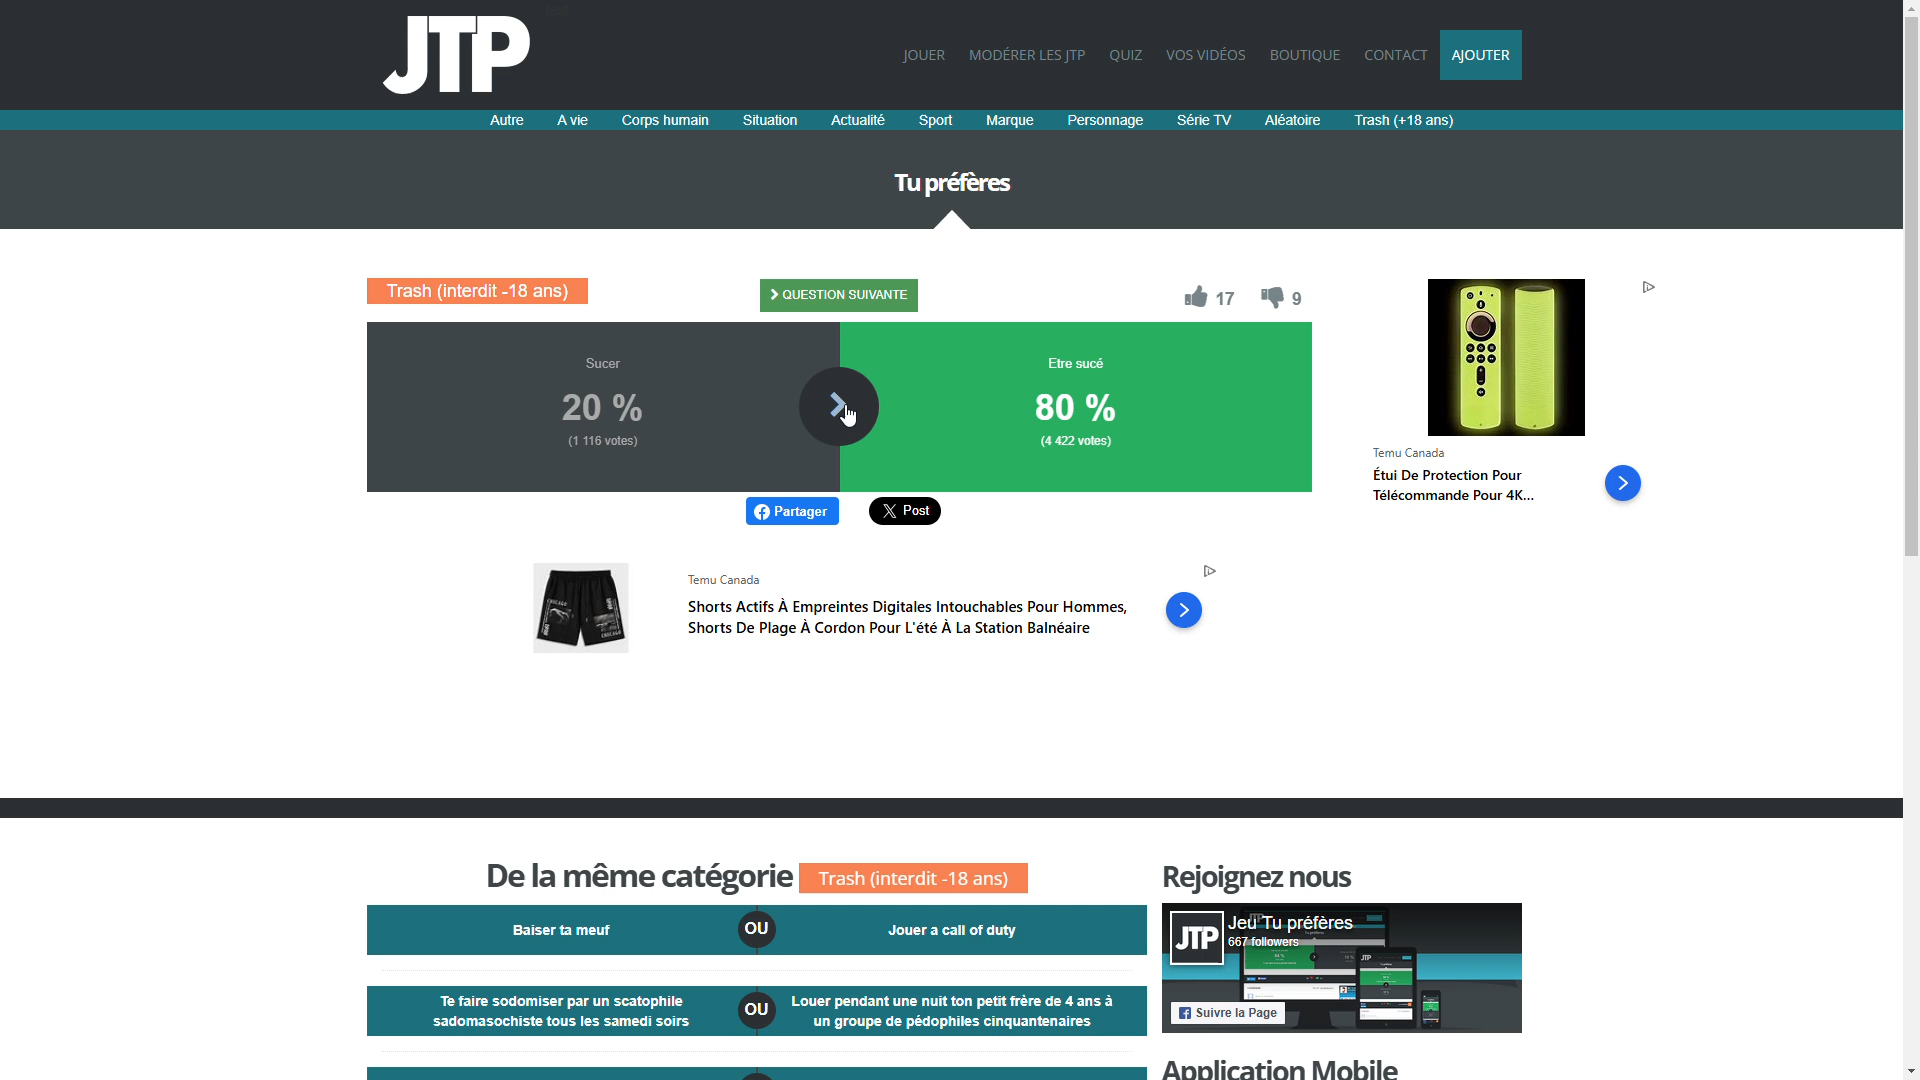 JTP
JOUER MODÉRER LES JTP QUIZ VOS VIDÉOS BOUTIQUE CONTACT AJOUTER
Autre A vie Corps humain Situation Actualité Sport Marque Personnage Série TV Aléatoire Trash (+18 ans)
Tu préfères
Trash (interdit -18 ans)
QUESTION SUIVANTE
17 9
Sucer
20 %
(1 116 votes)
Etre sucé
80 %
(4 422 votes)
Partager
Post
Temu Canada
Étui De Protection Pour
Télécommande Pour 4K...
Temu Canada
Shorts Actifs À Empreintes Digitales Intouchables Pour Hommes,
Shorts De Plage À Cordon Pour L'été À La Station Balnéaire
De la même catégorie Trash (interdit -18 ans)
Baiser ta meuf OU Jouer a call of duty
Te faire sodomiser par un scatophile
sadomasochiste tous les samedi soirs
OU
Louer pendant une nuit ton petit frère de 4 ans à
un groupe de pédophiles cinquantenaires
Rejoignez nous
JTP
Jeu Tu préfères
667 followers
Suivre la Page
Application Mobile